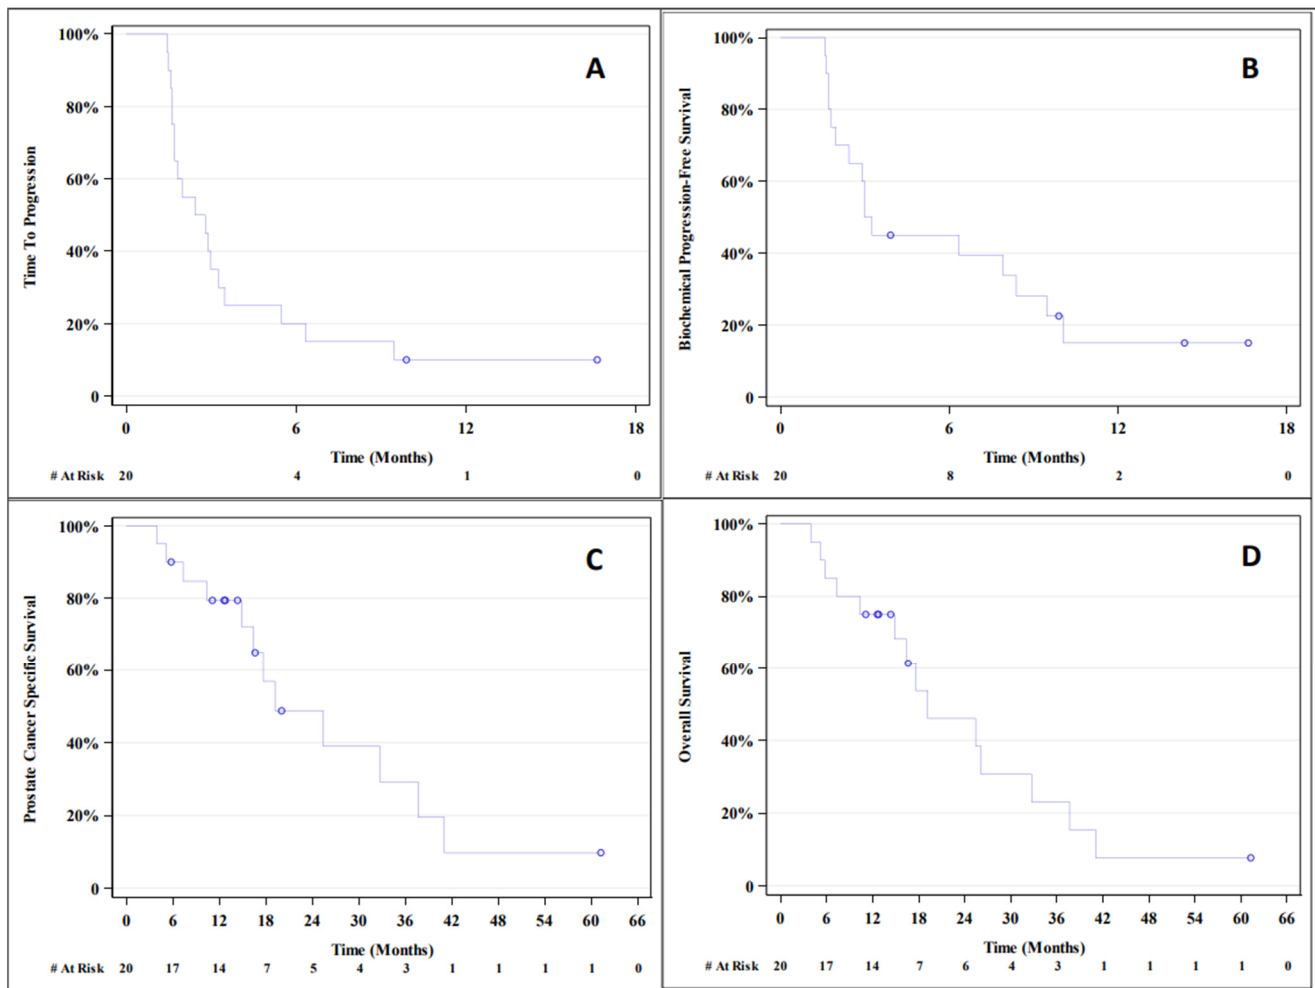 A
Time To Progression
100%
80%
60%
40%
20%
0
0 6 12 18
Time (Months)
# At Risk 20 4 1 0
B
Biochemical Progression-Free Survival
100%
80%
60%
40%
20%
0
0 6 12 18
Time (Months)
# At Risk 20 8 2 0
C
Prostate Cancer Specific Survival
100%
80%
60%
40%
20%
0
0 6 12 18 24 30 36 42 48 54 60 66
Time (Months)
# At Risk 20 17 14 7 5 4 3 1 1 1 1 0
D
Overall Survival
100%
80%
60%
40%
20%
0
0 6 12 18 24 30 36 42 48 54 60 66
Time (Months)
# At Risk 20 17 14 7 6 4 3 1 1 1 1 0